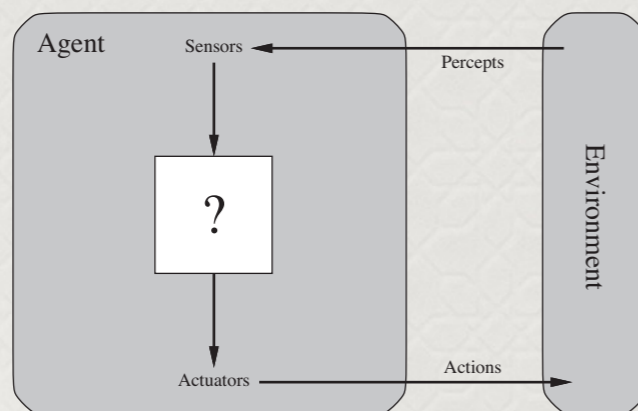 Agent
Sensors
Percepts
Environment
?
Actuators
Actions